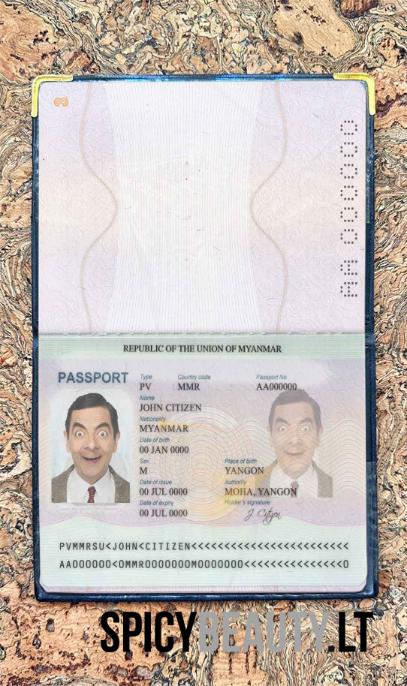 AA 000000
REPUBLIC OF THE UNION OF MYANMAR
PASSPORT
Type Country code Passport No
PV MMR AA000000
Name
JOHN CITIZEN
Nationality
MYANMAR
Date of birth
00 JAN 0000
Sex Place of birth
M YANGON
Date of issue Authority
00 JUL 0000 MOHA, YANGON
Date of expiry Holder's signature
00 JUL 0000 J Citizen
PVMMRSU<JOHN<CITIZEN<<<<<<<<<<<<<<<<<<<<<<<<
AA000000<0MMR0000000M0000000<<<<<<<<<<<<<<<0
SPICYBEAUTY.LT